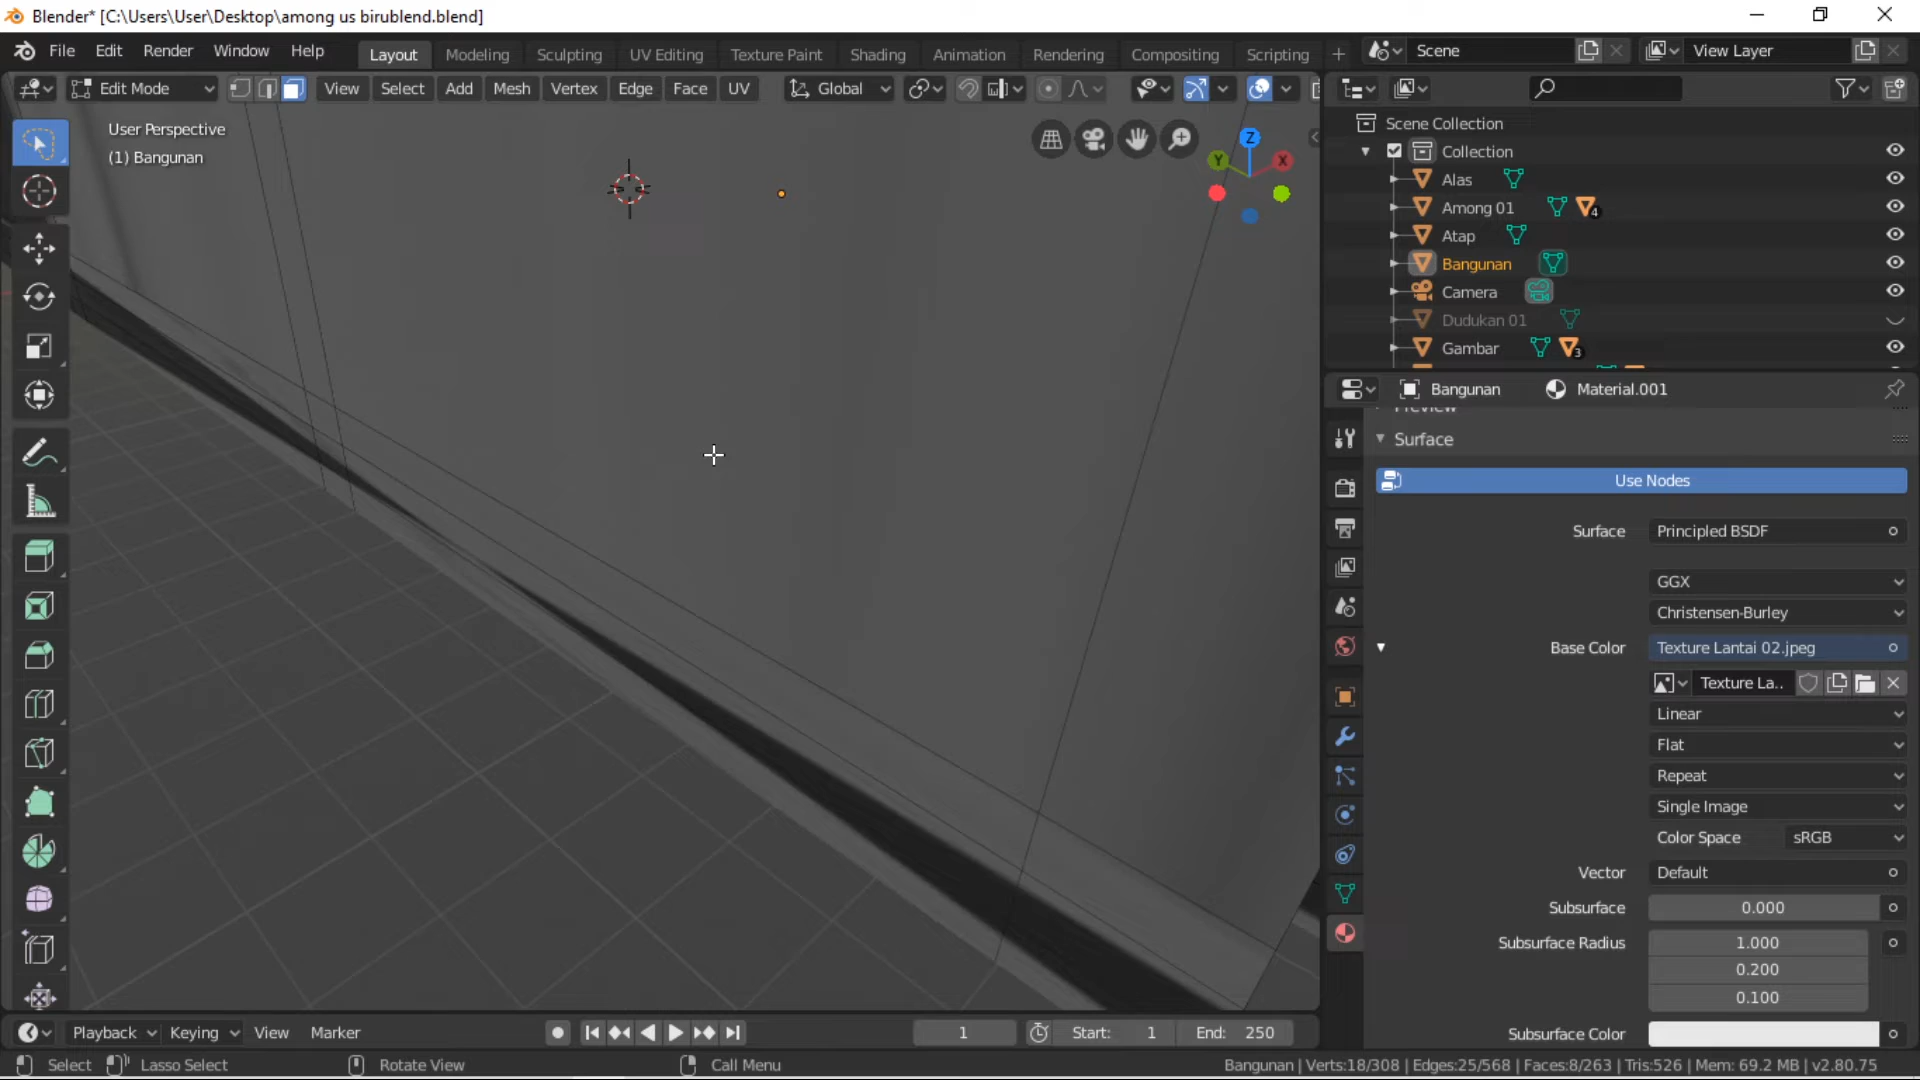 Blender* [C:\Users\User\Desktop\among us birublend.blend]
File Edit Render Window Help Layout Modeling Sculpting UV Editing Texture Paint Shading Animation Rendering Compositing Scripting Scene View Layer
Edit Mode View Select Add Mesh Vertex Edge Face UV Global
User Perspective
(1) Bangunan
Z
Y
X
Scene Collection
Collection
Alas
Among 01 4
Atap
Bangunan
Camera
Dudukan 01
Gambar 3
Bangunan Material.001
Preview
Surface
Use Nodes
Surface Principled BSDF
GGX
Christensen-Burley
Base Color Texture Lantai 02.jpeg
Texture La..
Linear
Flat
Repeat
Single Image
Color Space sRGB
Vector Default
Subsurface 0.000
Subsurface Radius 1.000
0.200
0.100
Subsurface Color
Playback Keying View Marker 1 Start: 1 End: 250
Select Lasso Select Rotate View Call Menu Bangunan | Verts:18/308 | Edges:25/568 | Faces:8/263 | Tris:526 | Mem: 69.2 MB | v2.80.75